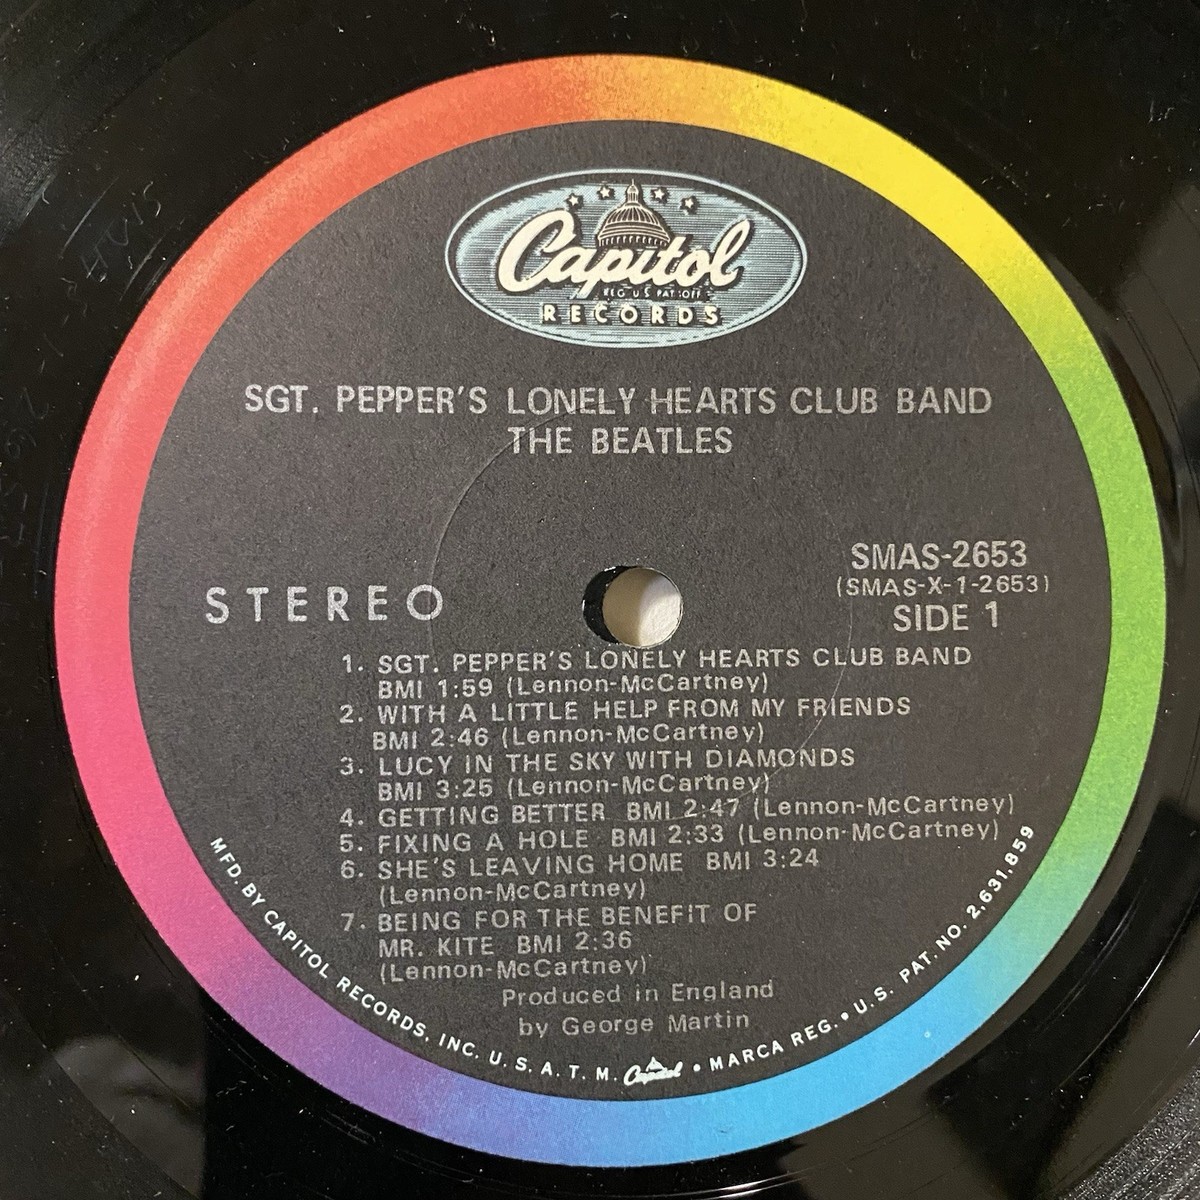 Capitol
REG. U.S. PAT. OFF.
RECORDS
SGT. PEPPER'S LONELY HEARTS CLUB BAND
THE BEATLES
STEREO
SMAS-2653
(SMAS-X-1-2653)
SIDE 1
1. SGT. PEPPER'S LONELY HEARTS CLUB BAND
BMI 1:59 (Lennon-McCartney)
2. WITH A LITTLE HELP FROM MY FRIENDS
BMI 2:46 (Lennon-McCartney)
3. LUCY IN THE SKY WITH DIAMONDS
BMI 3:25 (Lennon-McCartney)
4. GETTING BETTER BMI 2:47 (Lennon-McCartney)
5. FIXING A HOLE BMI 2:33 (Lennon-McCartney)
6. SHE'S LEAVING HOME BMI 3:24
(Lennon-McCartney)
7. BEING FOR THE BENEFIT OF
MR. KITE BMI 2:36
(Lennon-McCartney)
Produced in England
by George Martin
MFD. BY CAPITOL RECORDS, INC. U.S.A. T.M. Capitol • MARCA REG. • U.S. PAT. NO. 2,631,859